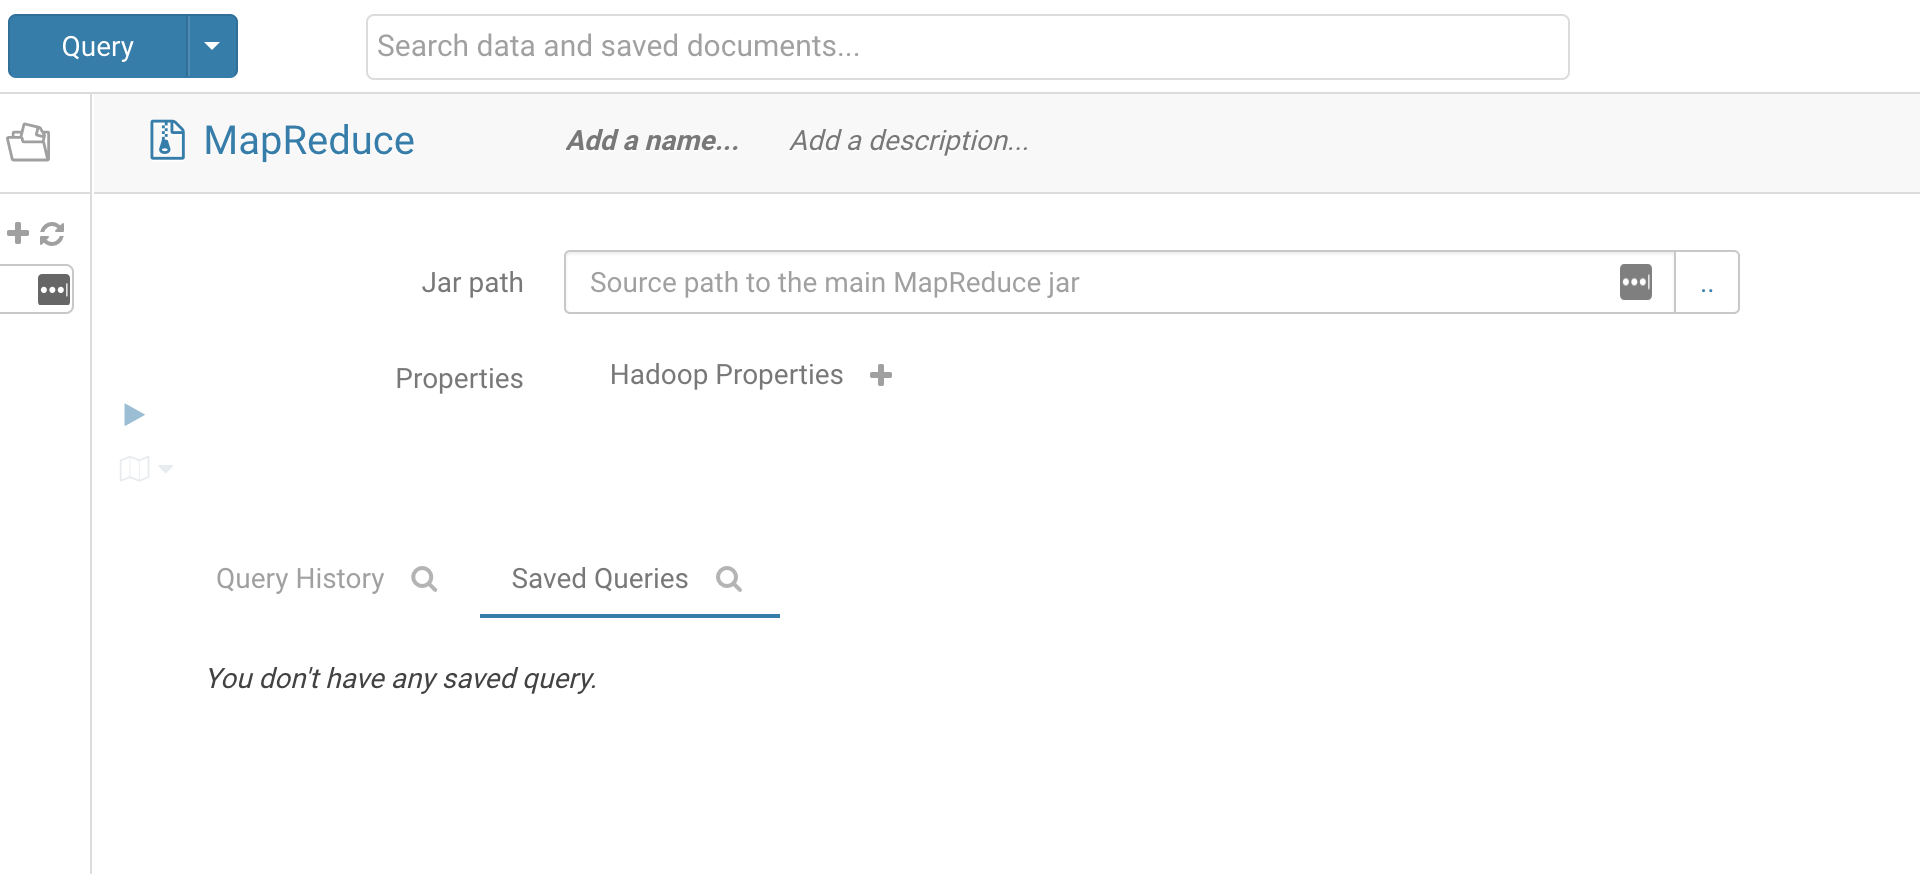 Query
Search data and saved documents...
MapReduce
Add a name...
Add a description...
Jar path
Source path to the main MapReduce jar
..
Properties
Hadoop Properties
Query History
Saved Queries
You don't have any saved query.